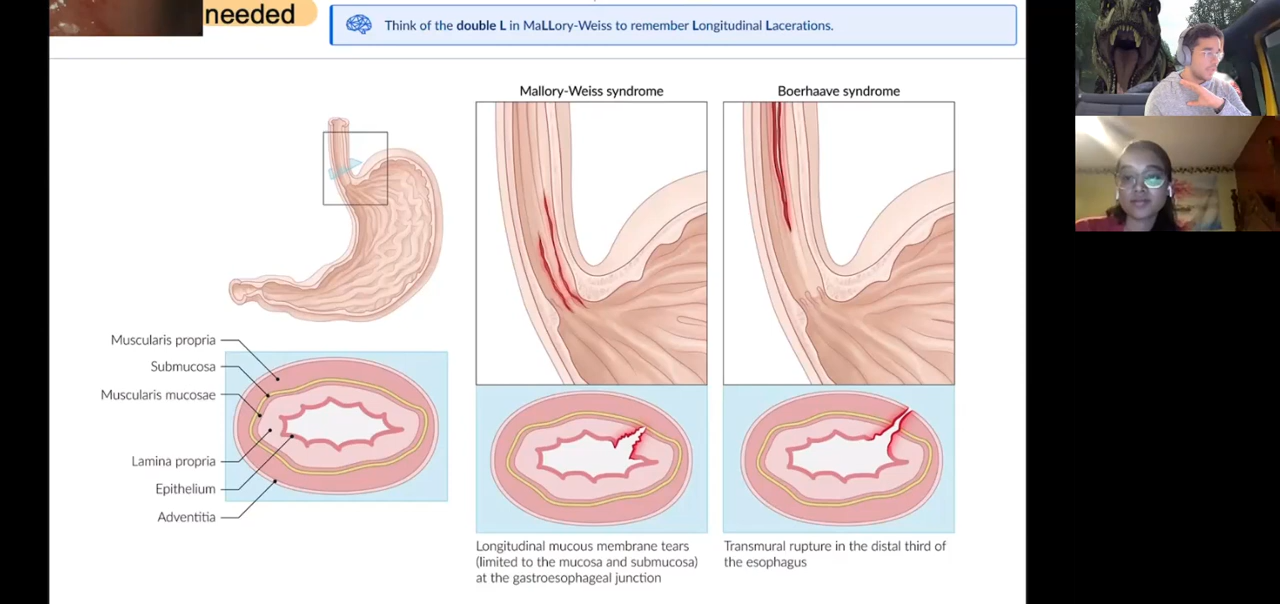 needed
Think of the double L in MaLLory-Weiss to remember Longitudinal Lacerations.
Mallory-Weiss syndrome
Boerhaave syndrome
Muscularis propria
Submucosa
Muscularis mucosae
Lamina propria
Epithelium
Adventitia
Longitudinal mucous membrane tears
(limited to the mucosa and submucosa)
at the gastroesophageal junction
Transmural rupture in the distal third of
the esophagus